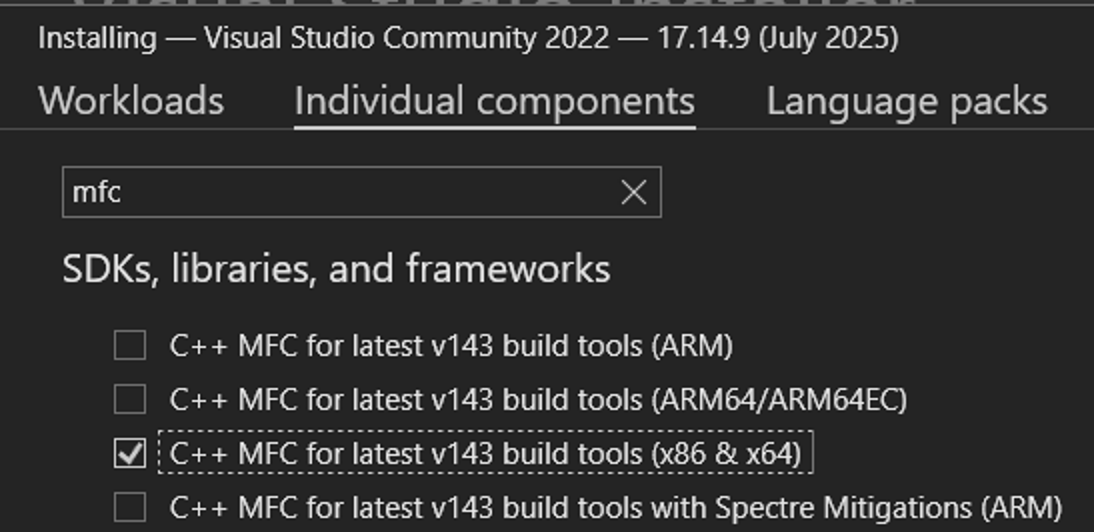 Installing — Visual Studio Community 2022 — 17.14.9 (July 2025)
Workloads Individual components Language packs
mfc
SDKs, libraries, and frameworks
C++ MFC for latest v143 build tools (ARM)
C++ MFC for latest v143 build tools (ARM64/ARM64EC)
C++ MFC for latest v143 build tools (x86 & x64)
C++ MFC for latest v143 build tools with Spectre Mitigations (ARM)